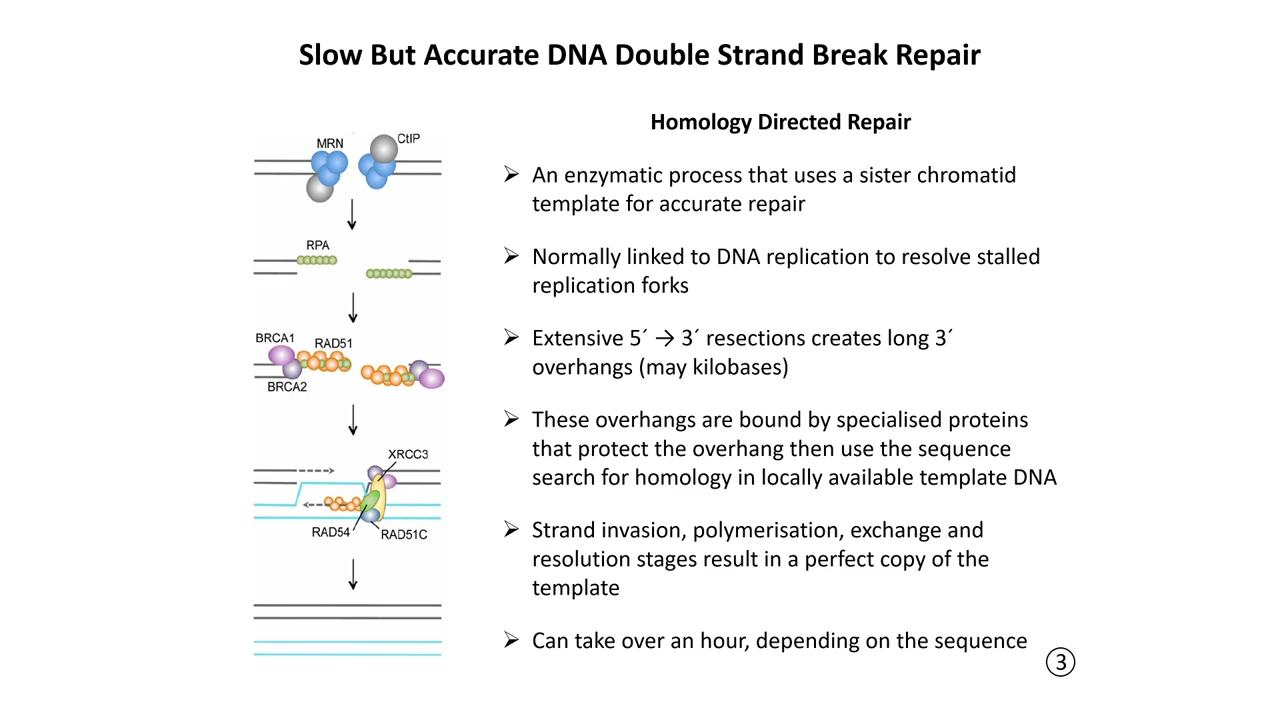 Slow But Accurate DNA Double Strand Break Repair
Homology Directed Repair
MRN
CtIP
RPA
BRCA1
RAD51
BRCA2
XRCC3
RAD54
RAD51C
➢ An enzymatic process that uses a sister chromatid
template for accurate repair
➢ Normally linked to DNA replication to resolve stalled
replication forks
➢ Extensive 5´ → 3´ resections creates long 3´
overhangs (may kilobases)
➢ These overhangs are bound by specialised proteins
that protect the overhang then use the sequence
search for homology in locally available template DNA
➢ Strand invasion, polymerisation, exchange and
resolution stages result in a perfect copy of the
template
➢ Can take over an hour, depending on the sequence
③